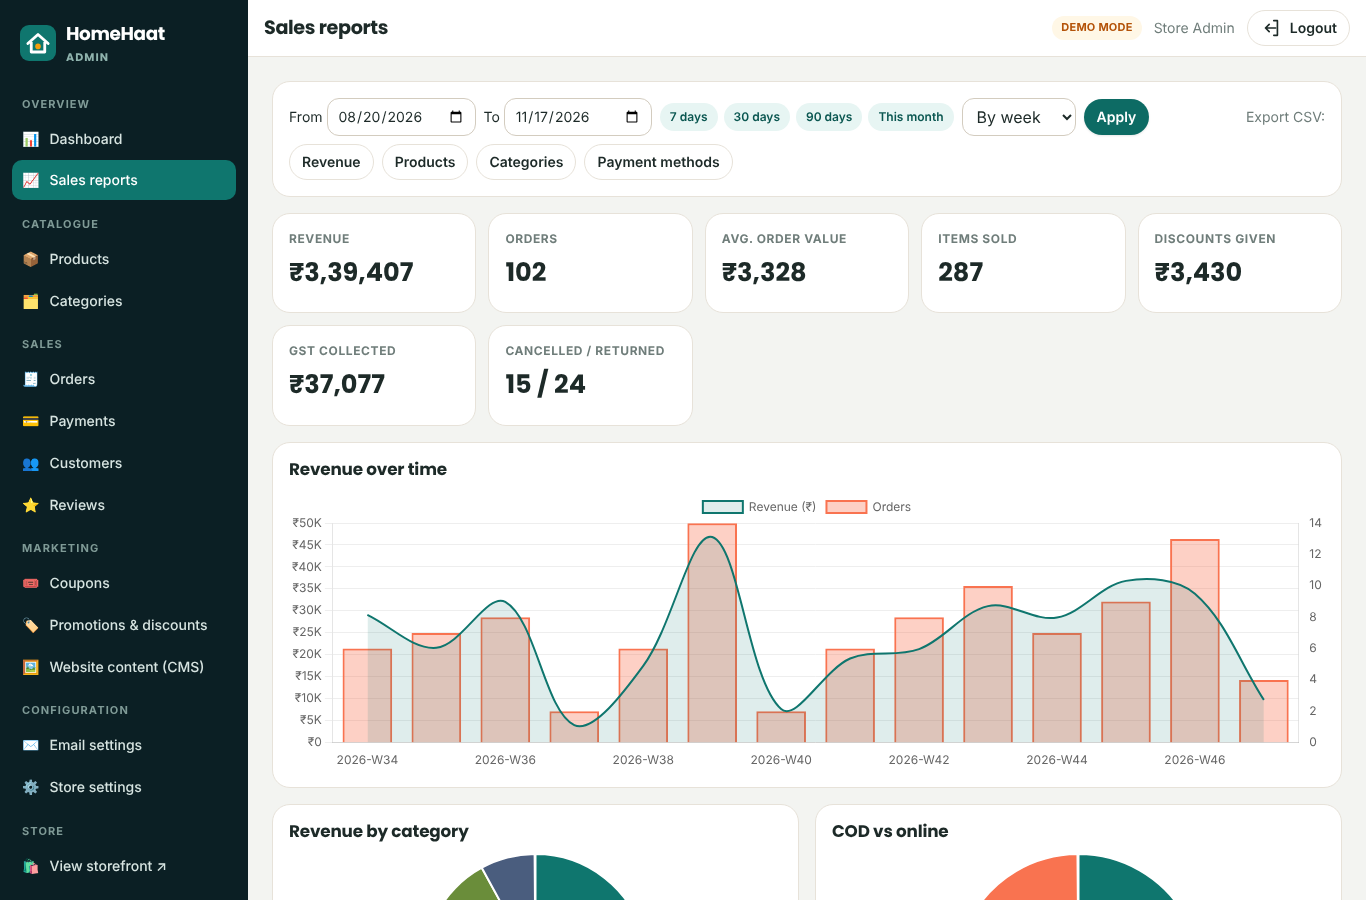 HomeHaat
ADMIN
OVERVIEW
Dashboard
Sales reports
CATALOGUE
Products
Categories
SALES
Orders
Payments
Customers
Reviews
MARKETING
Coupons
Promotions & discounts
Website content (CMS)
CONFIGURATION
Email settings
Store settings
STORE
View storefront ↗
Sales reports
DEMO MODE
Store Admin
Logout
From 08/20/2026 To 11/17/2026 7 days 30 days 90 days This month By week Apply Export CSV:
Revenue Products Categories Payment methods
REVENUE
₹3,39,407
ORDERS
102
AVG. ORDER VALUE
₹3,328
ITEMS SOLD
287
DISCOUNTS GIVEN
₹3,430
GST COLLECTED
₹37,077
CANCELLED / RETURNED
15 / 24
Revenue over time
Revenue (₹) Orders
₹50K
₹45K
₹40K
₹35K
₹30K
₹25K
₹20K
₹15K
₹10K
₹5K
₹0
14
12
10
8
6
4
2
0
2026-W34 2026-W36 2026-W38 2026-W40 2026-W42 2026-W44 2026-W46
Revenue by category
COD vs online